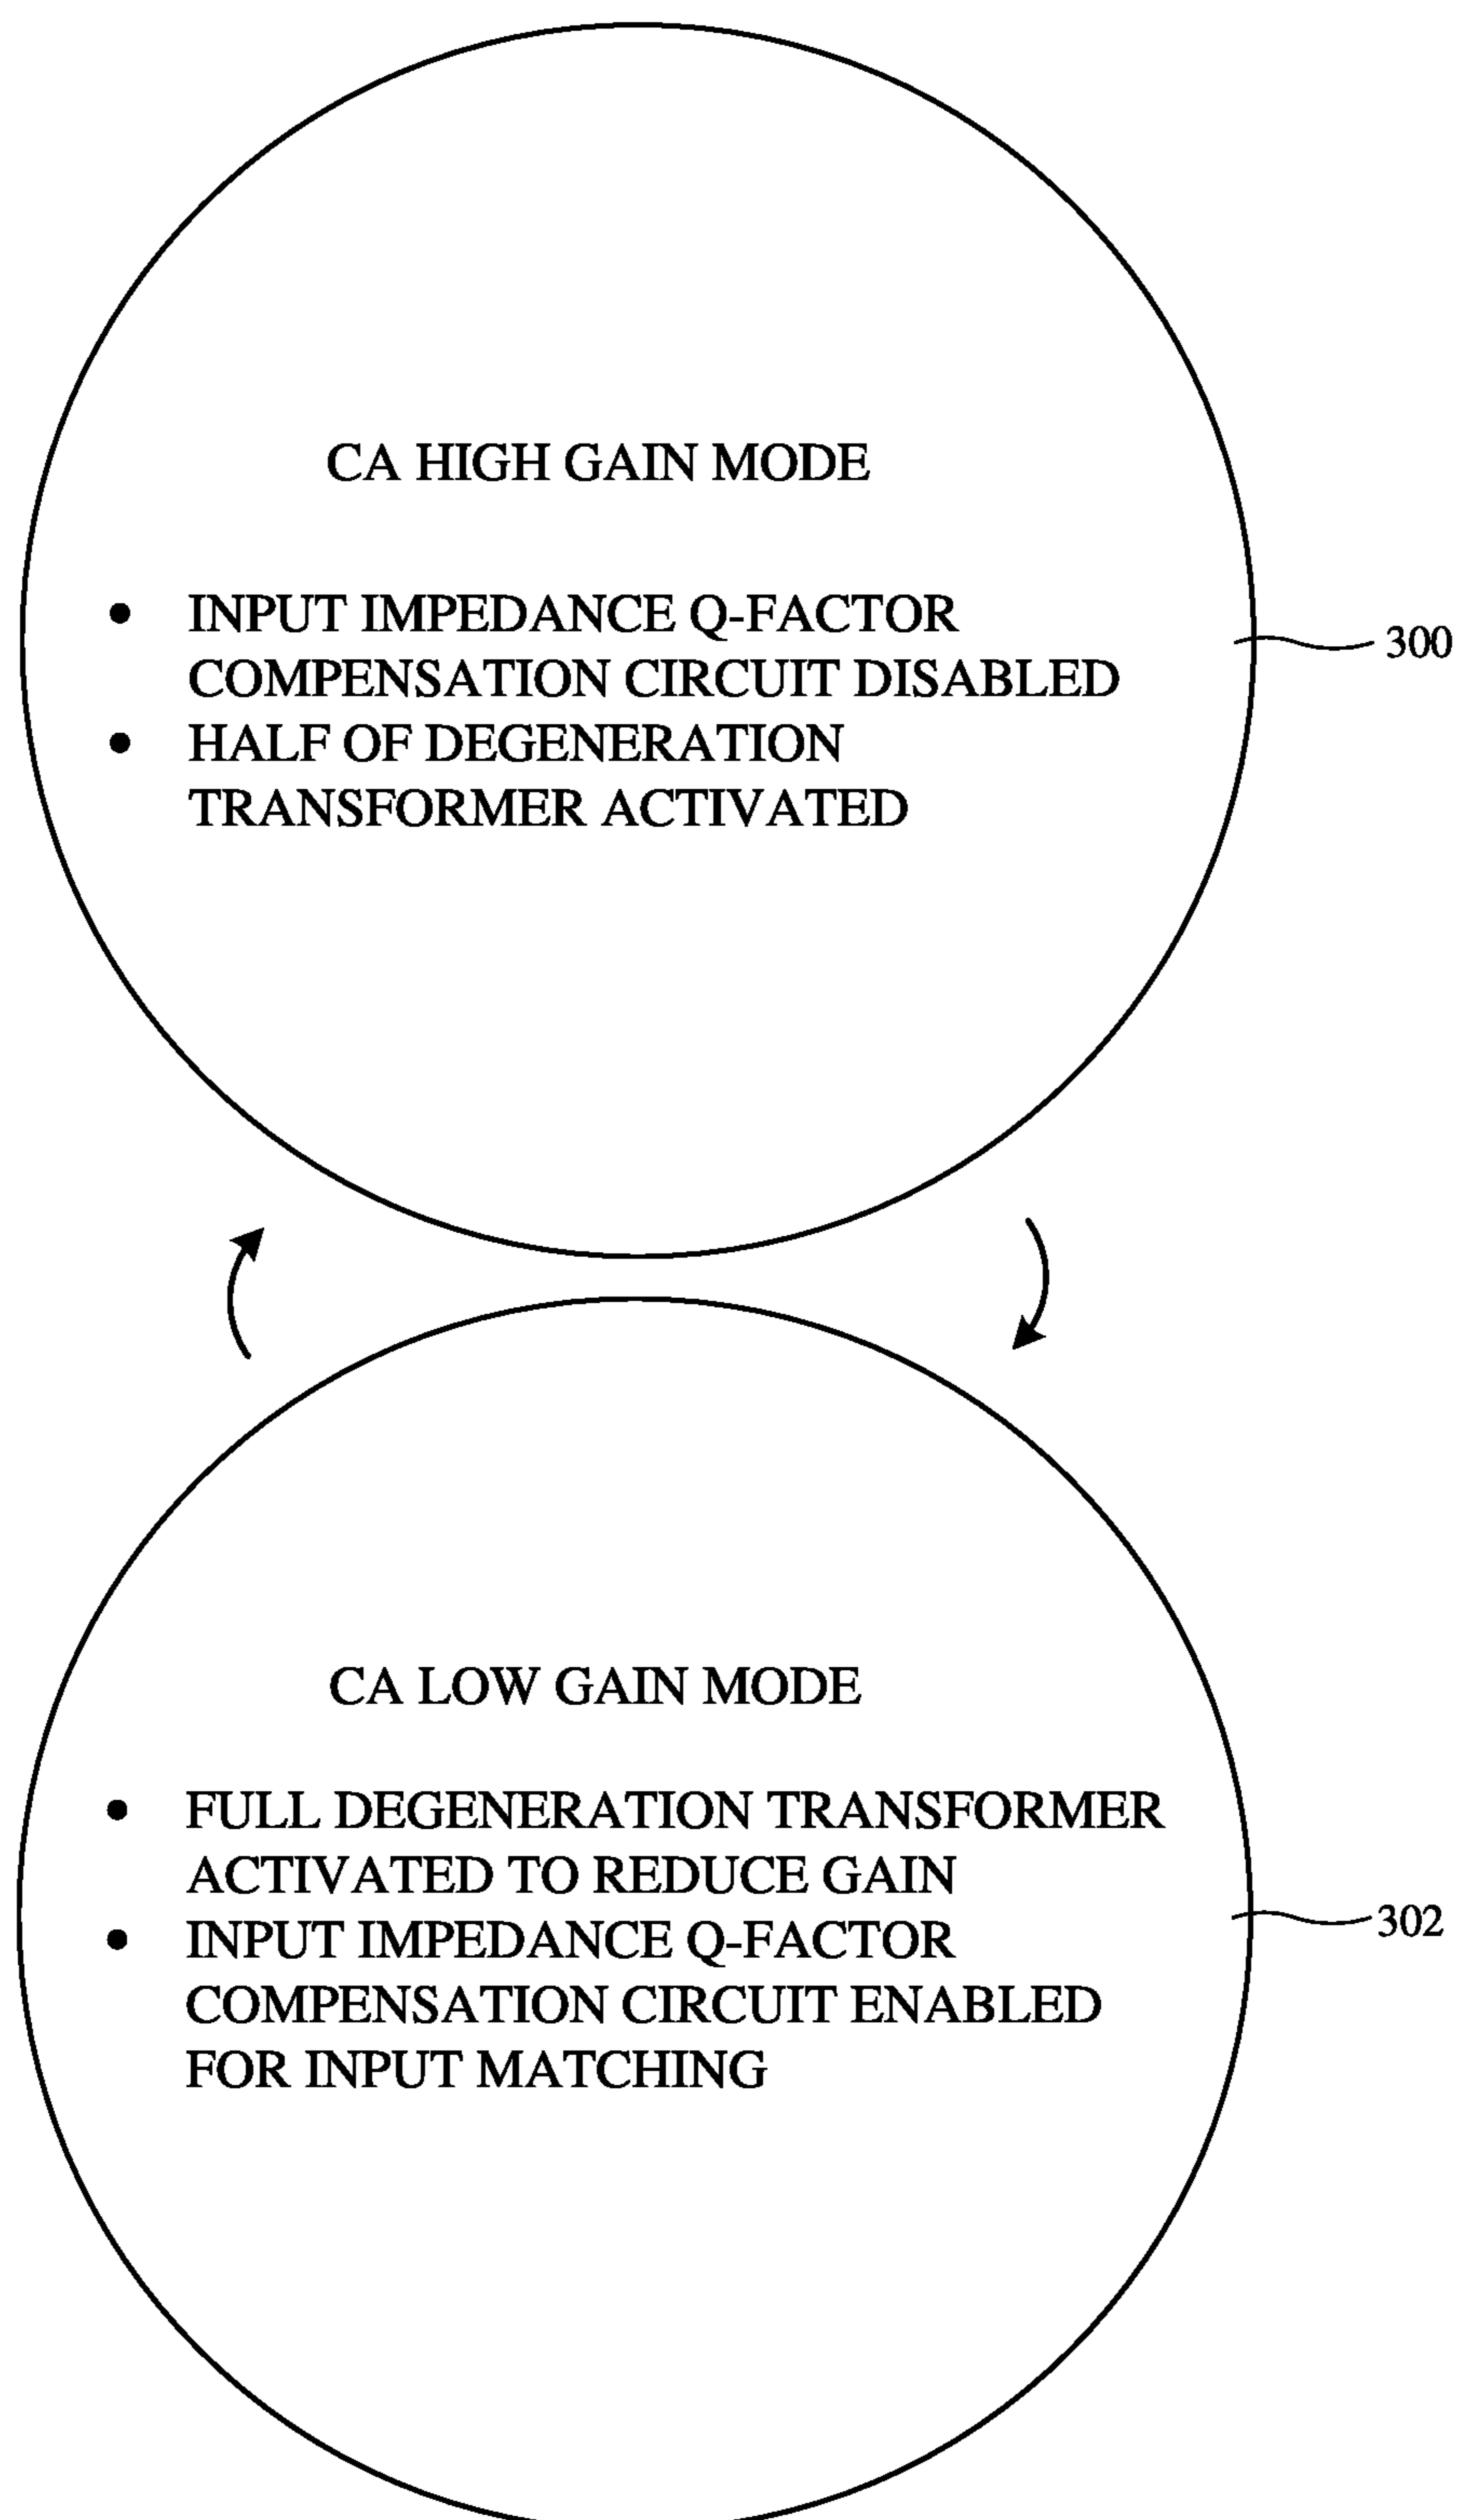 CA HIGH GAIN MODE
• INPUT IMPEDANCE Q-FACTOR
COMPENSATION CIRCUIT DISABLED
• HALF OF DEGENERATION
TRANSFORMER ACTIVATED
300
CA LOW GAIN MODE
• FULL DEGENERATION TRANSFORMER
ACTIVATED TO REDUCE GAIN
• INPUT IMPEDANCE Q-FACTOR
COMPENSATION CIRCUIT ENABLED
FOR INPUT MATCHING
302